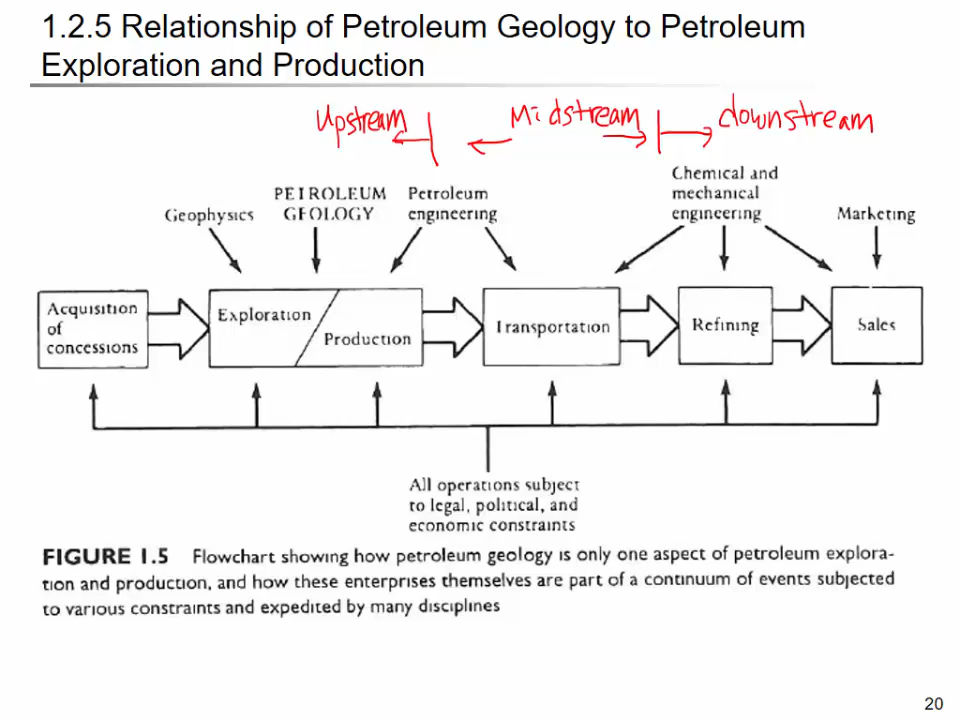 1.2.5 Relationship of Petroleum Geology to Petroleum
Exploration and Production
Upstream Midstream downstream
Geophysics
PETROLEUM
GEOLOGY
Petroleum
engineering
Chemical and
mechanical
engineering
Marketing
Acquisition
of
concessions
Exploration
Production
Transportation
Refining
Sales
All operations subject
to legal, political, and
economic constraints
FIGURE 1.5 Flowchart showing how petroleum geology is only one aspect of petroleum explora-
tion and production, and how these enterprises themselves are part of a continuum of events subjected
to various constraints and expedited by many disciplines
20